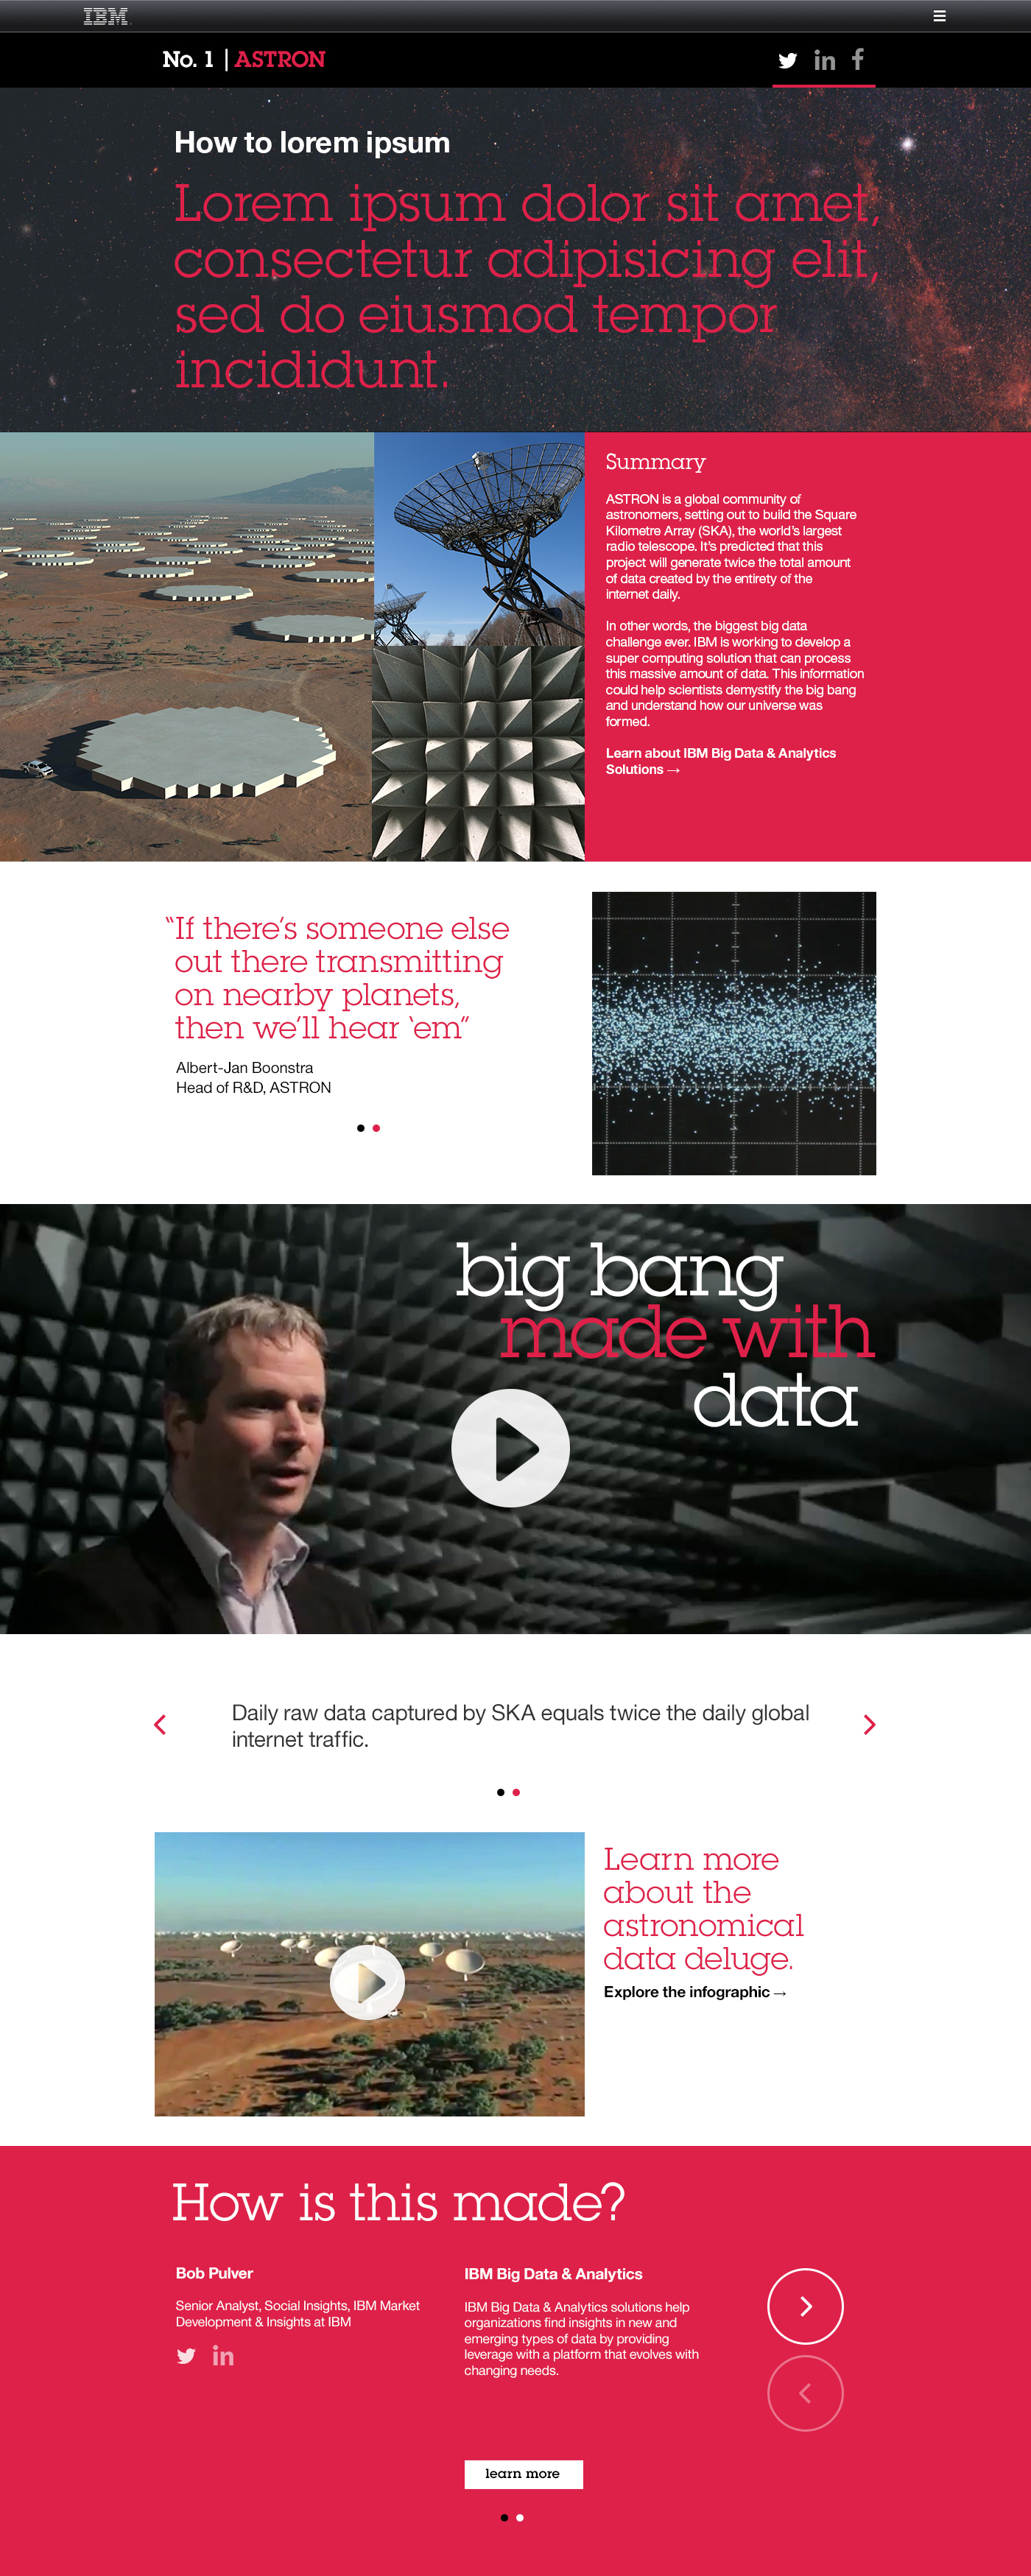 IBM
No. 1 | ASTRON
How to lorem ipsum
Lorem ipsum dolor sit amet,
consectetur adipisicing elit,
sed do eiusmod tempor
incididunt.
Summary
ASTRON is a global community of
astronomers, setting out to build the Square
Kilometre Array (SKA), the world's largest
radio telescope. It's predicted that this
project will generate twice the total amount
of data created by the entirety of the
internet daily.
In other words, the biggest big data
challenge ever. IBM is working to develop a
super computing solution that can process
this massive amount of data. This information
could help scientists demystify the big bang
and understand how our universe was
formed.
Learn about IBM Big Data & Analytics
Solutions →
“If there's someone else
out there transmitting
on nearby planets,
then we'll hear ‘em”
Albert-Jan Boonstra
Head of R&D, ASTRON
big bang
made with
data
Daily raw data captured by SKA equals twice the daily global
internet traffic.
Learn more
about the
astronomical
data deluge.
Explore the infographic →
How is this made?
Bob Pulver
Senior Analyst, Social Insights, IBM Market
Development & Insights at IBM
IBM Big Data & Analytics
IBM Big Data & Analytics solutions help
organizations find insights in new and
emerging types of data by providing
leverage with a platform that evolves with
changing needs.
learn more